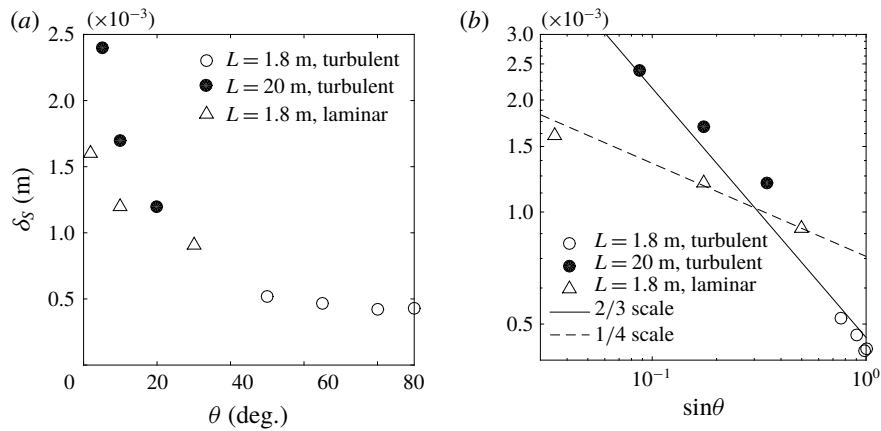 (a) (×10⁻³)
2.5
2.0
1.5
1.0
0.5
0 20 40 60 80
δ_S (m)
θ (deg.)
L = 1.8 m, turbulent
L = 20 m, turbulent
L = 1.8 m, laminar
(b) (×10⁻³)
3.0
2.5
2.0
1.5
1.0
0.5
10⁻¹ 10⁰
sinθ
L = 1.8 m, turbulent
L = 20 m, turbulent
L = 1.8 m, laminar
2/3 scale
1/4 scale